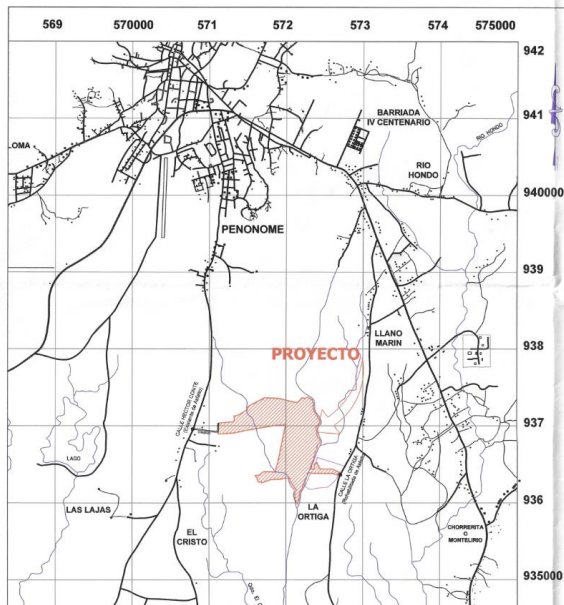 569 570000 571 572 573 574 575000
942
941
BARRIADA
IV CENTENARIO
RIO HONDO
LOMA
RIO
HONDO
940000
PENONOME
939
LLANO
MARIN
938
PROYECTO
CALLE HECTOR CONTE
937
LAGO
CALLE LA ORTIGA
936
LAS LAJAS
LA
ORTIGA
EL
CRISTO
CHORRERITA
O
MONTELIRIO
935000